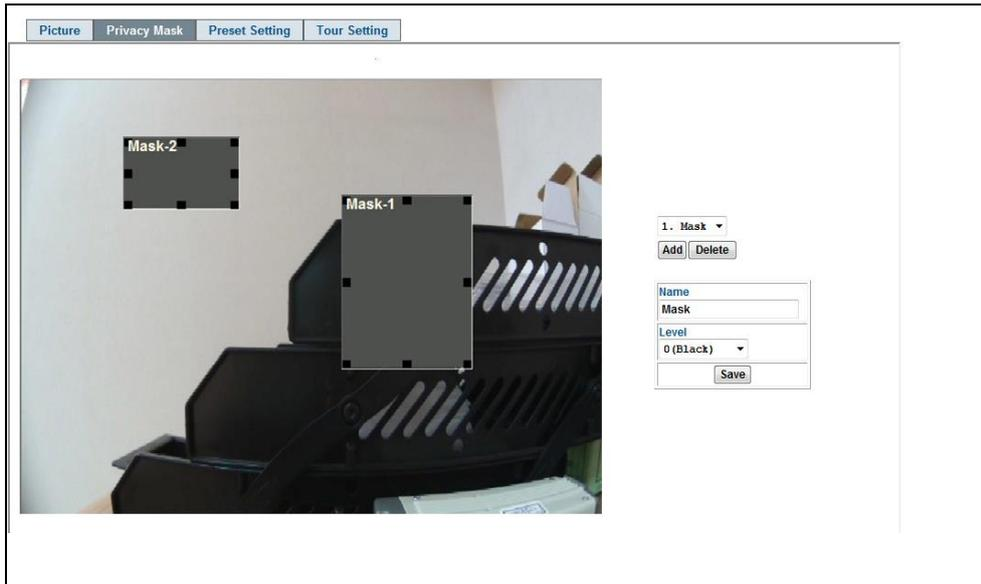 Picture Privacy Mask Preset Setting Tour Setting
Mask-2
Mask-1
1. Mask
Add Delete
Name
Mask
Level
0(Black)
Save